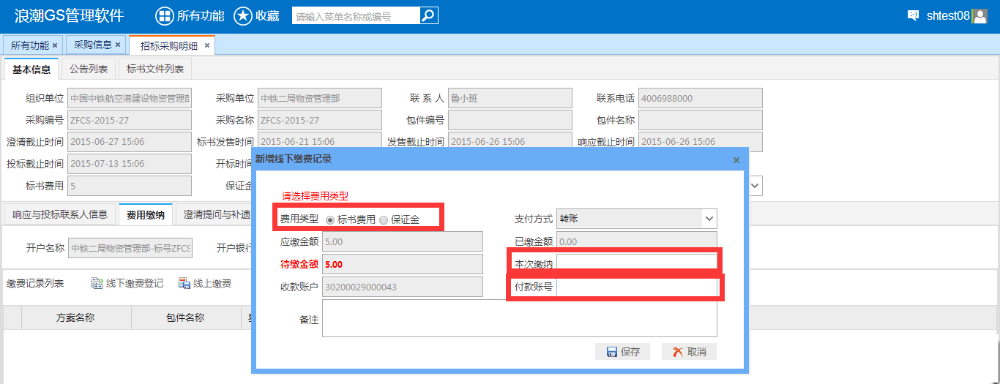 浪潮GS管理软件 所有功能 收藏 请输入菜单名称或编号 shtest08
所有功能 × 采购信息 × 招标采购明细 ×
基本信息 公告列表 标书文件列表
组织单位 中国中铁航空港建设物资管理部 采购单位 中铁二局物资管理部 联 系 人 鲁小班 联系电话 4006988000
采购编号 ZFCS-2015-27 采购名称 ZFCS-2015-27 包件编号 包件名称
澄清截止时间 2015-06-27 15:06 标书发售时间 2015-06-21 15:06 发售截止时间 2015-06-26 15:06 响应截止时间 2015-06-26 15:06
投标截止时间 2015-07-13 15:06 开标时间
标书费用 5 保证金
响应与投标联系人信息 费用缴纳 澄清提问与补遗
开户名称 中铁二局物资管理部-标号ZFCS 开户银行
缴费记录列表 线下缴费登记 线上缴费
方案名称 包件名称
新增线下缴费记录 ×
请选择费用类型
费用类型 标书费用 保证金 支付方式 转账
应缴金额 5.00 已缴金额 0.00
待缴金额 5.00 本次缴纳
收款账户 30200029000043 付款账号
备注
保存 取消